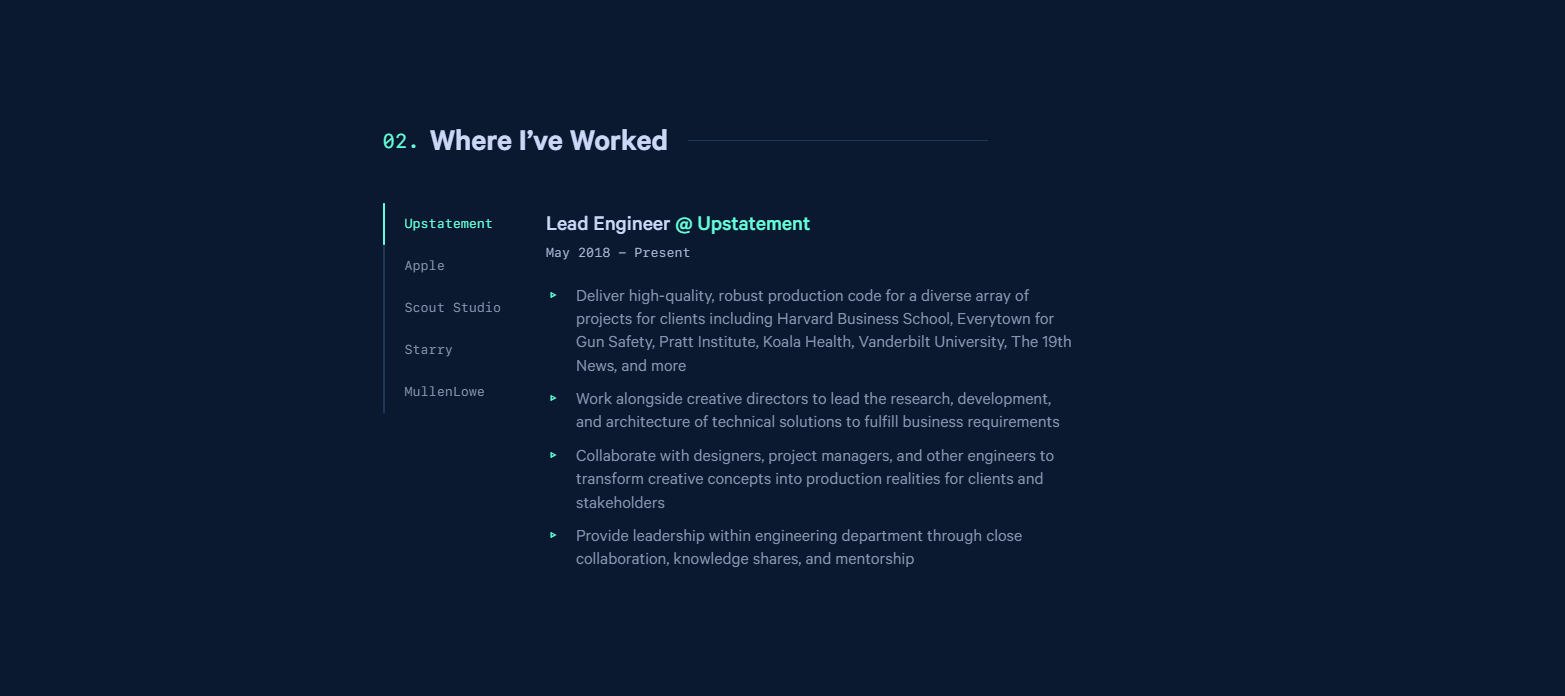 02. Where I’ve Worked
Upstatement
Apple
Scout Studio
Starry
MullenLowe
Lead Engineer @ Upstatement
May 2018 – Present
Deliver high-quality, robust production code for a diverse array of
projects for clients including Harvard Business School, Everytown for
Gun Safety, Pratt Institute, Koala Health, Vanderbilt University, The 19th
News, and more
Work alongside creative directors to lead the research, development,
and architecture of technical solutions to fulfill business requirements
Collaborate with designers, project managers, and other engineers to
transform creative concepts into production realities for clients and
stakeholders
Provide leadership within engineering department through close
collaboration, knowledge shares, and mentorship